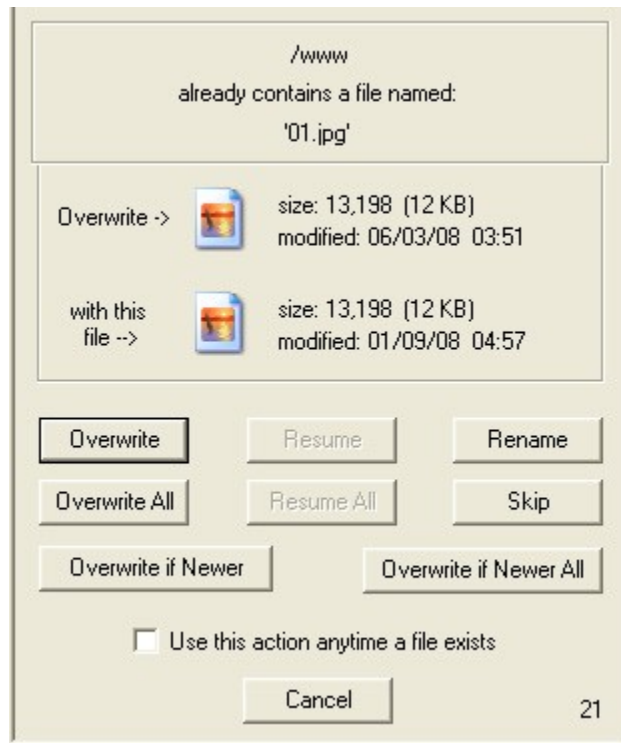 /www
already contains a file named:
'01.jpg'
Overwrite ->
size: 13,198 (12 KB)
modified: 06/03/08 03:51
with this
file -->
size: 13,198 (12 KB)
modified: 01/09/08 04:57
Overwrite
Resume
Rename
Overwrite All
Resume All
Skip
Overwrite if Newer
Overwrite if Newer All
Use this action anytime a file exists
Cancel
21